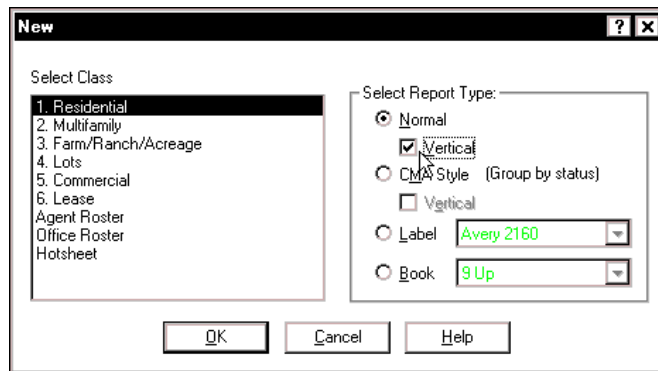 New
Select Class
1. Residential
2. Multifamily
3. Farm/Ranch/Acreage
4. Lots
5. Commercial
6. Lease
Agent Roster
Office Roster
Hotsheet
Select Report Type:
Normal
Vertical
CMA Style (Group by status)
Vertical
Label Avery 2160
Book 9 Up
OK Cancel Help